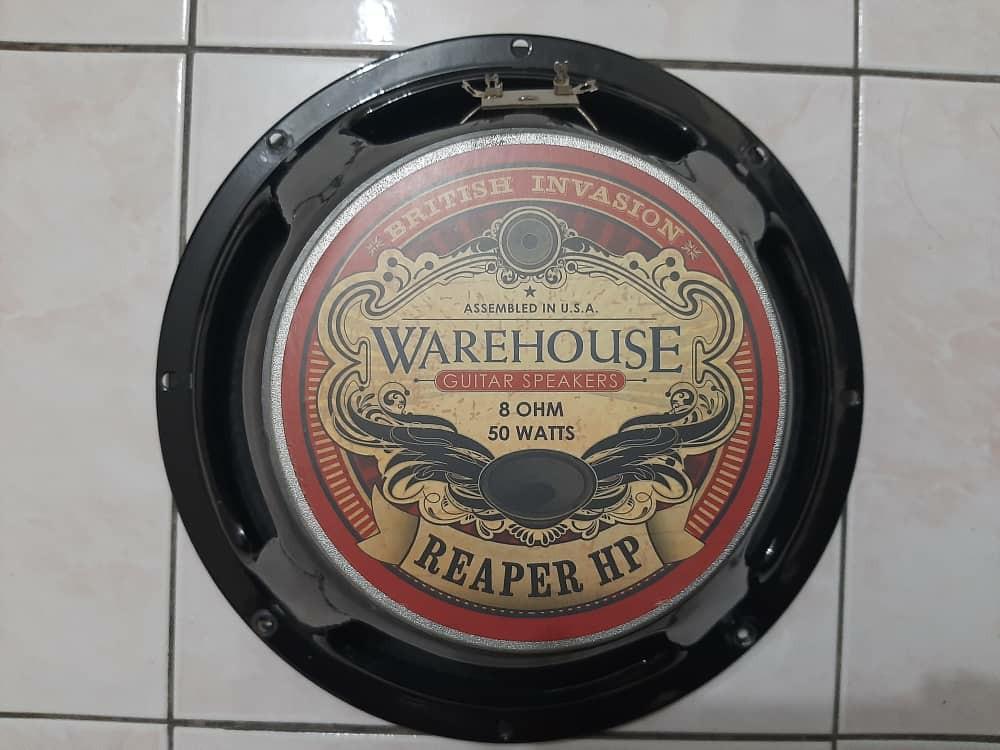 BRITISH INVASION
ASSEMBLED IN U.S.A.
WAREHOUSE
GUITAR SPEAKERS
8 OHM
50 WATTS
REAPER HP